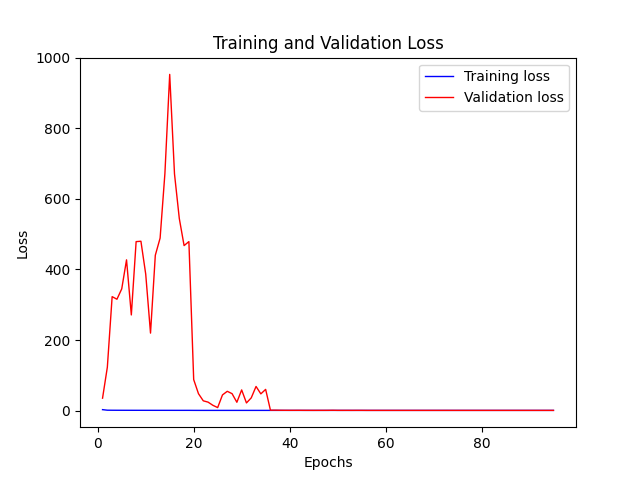 Training and Validation Loss
Training loss
Validation loss
Loss
1000
800
600
400
200
0
0 20 40 60 80
Epochs